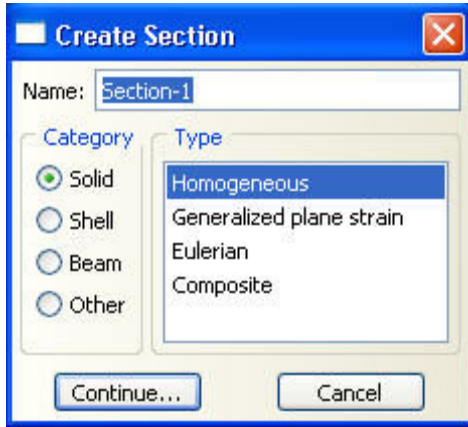 Create Section
Name: Section-1
Category
Solid
Shell
Beam
Other
Type
Homogeneous
Generalized plane strain
Eulerian
Composite
Continue...
Cancel